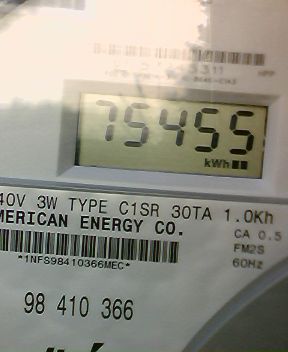 75455
kWh
40V 3W TYPE C1SR 30TA 1.0Kh
MERICAN ENERGY CO.
CA 0.5
FM2S
60Hz
*1NFS98410366MEC*
98 410 366